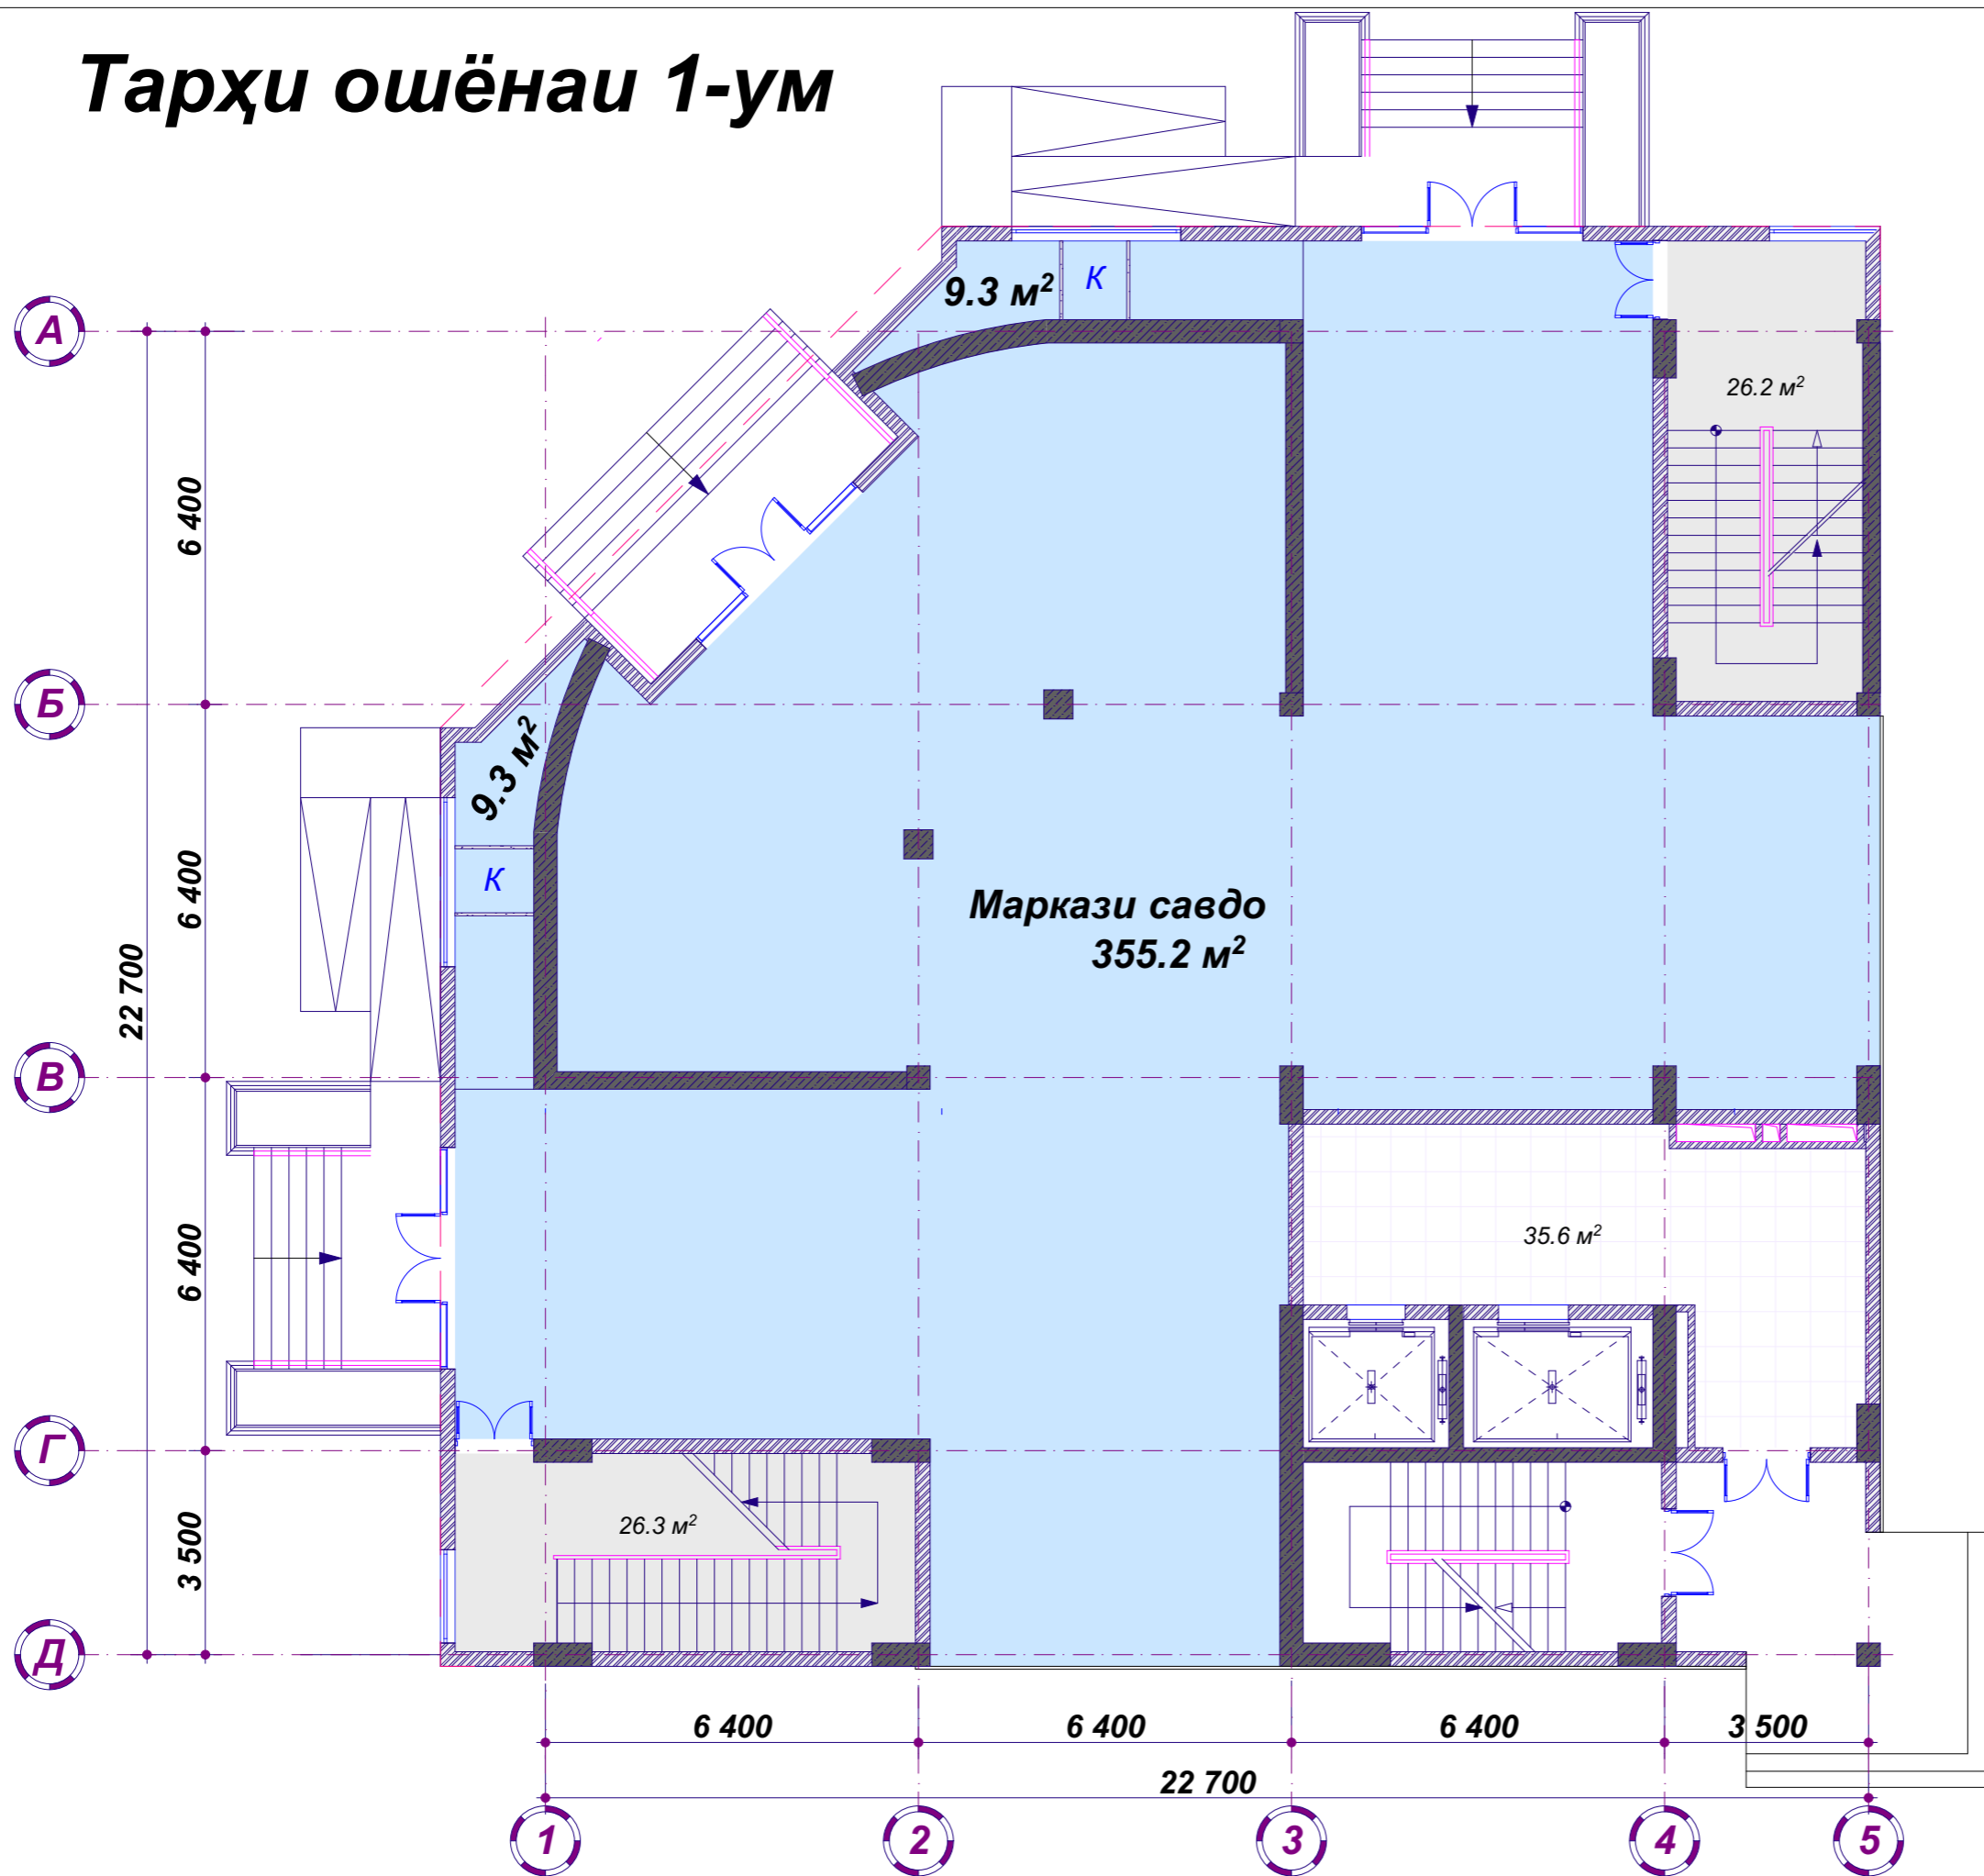 Тарҳи ошёнаи 1-ум
9.3 м²
К
А
26.2 м²
6 400
Б
9.3 м²
К
6 400
Маркази савдо
355.2 м²
22 700
В
35.6 м²
6 400
Г
26.3 м²
3 500
Д
6 400
6 400
6 400
3 500
22 700
1
2
3
4
5